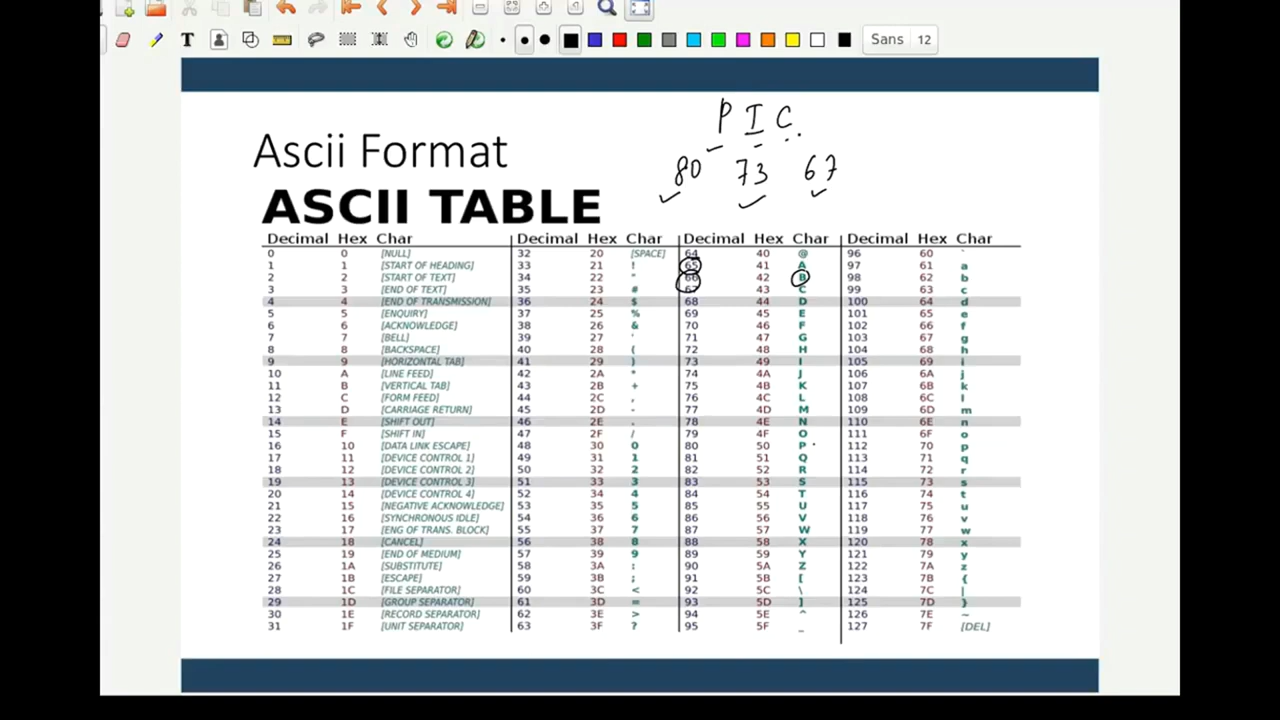 Sans 12
P I C
Ascii Format
80 73 67
ASCII TABLE
Decimal Hex Char Decimal Hex Char Decimal Hex Char Decimal Hex Char
0 0 [NULL] 32 20 [SPACE] 64 40 @ 96 60 `
1 1 [START OF HEADING] 33 21 ! 65 41 A 97 61 a
2 2 [START OF TEXT] 34 22 " 66 42 B 98 62 b
3 3 [END OF TEXT] 35 23 # 67 43 C 99 63 c
4 4 [END OF TRANSMISSION] 36 24 $ 68 44 D 100 64 d
5 5 [ENQUIRY] 37 25 % 69 45 E 101 65 e
6 6 [ACKNOWLEDGE] 38 26 & 70 46 F 102 66 f
7 7 [BELL] 39 27 ' 71 47 G 103 67 g
8 8 [BACKSPACE] 40 28 ( 72 48 H 104 68 h
9 9 [HORIZONTAL TAB] 41 29 ) 73 49 I 105 69 i
10 A [LINE FEED] 42 2A * 74 4A J 106 6A j
11 B [VERTICAL TAB] 43 2B + 75 4B K 107 6B k
12 C [FORM FEED] 44 2C , 76 4C L 108 6C l
13 D [CARRIAGE RETURN] 45 2D - 77 4D M 109 6D m
14 E [SHIFT OUT] 46 2E . 78 4E N 110 6E n
15 F [SHIFT IN] 47 2F / 79 4F O 111 6F o
16 10 [DATA LINK ESCAPE] 48 30 0 80 50 P 112 70 p
17 11 [DEVICE CONTROL 1] 49 31 1 81 51 Q 113 71 q
18 12 [DEVICE CONTROL 2] 50 32 2 82 52 R 114 72 r
19 13 [DEVICE CONTROL 3] 51 33 3 83 53 S 115 73 s
20 14 [DEVICE CONTROL 4] 52 34 4 84 54 T 116 74 t
21 15 [NEGATIVE ACKNOWLEDGE] 53 35 5 85 55 U 117 75 u
22 16 [SYNCHRONOUS IDLE] 54 36 6 86 56 V 118 76 v
23 17 [ENG OF TRANS. BLOCK] 55 37 7 87 57 W 119 77 w
24 18 [CANCEL] 56 38 8 88 58 X 120 78 x
25 19 [END OF MEDIUM] 57 39 9 89 59 Y 121 79 y
26 1A [SUBSTITUTE] 58 3A : 90 5A Z 122 7A z
27 1B [ESCAPE] 59 3B ; 91 5B [ 123 7B {
28 1C [FILE SEPARATOR] 60 3C < 92 5C \ 124 7C |
29 1D [GROUP SEPARATOR] 61 3D = 93 5D ] 125 7D }
30 1E [RECORD SEPARATOR] 62 3E > 94 5E ^ 126 7E ~
31 1F [UNIT SEPARATOR] 63 3F ? 95 5F _ 127 7F [DEL]